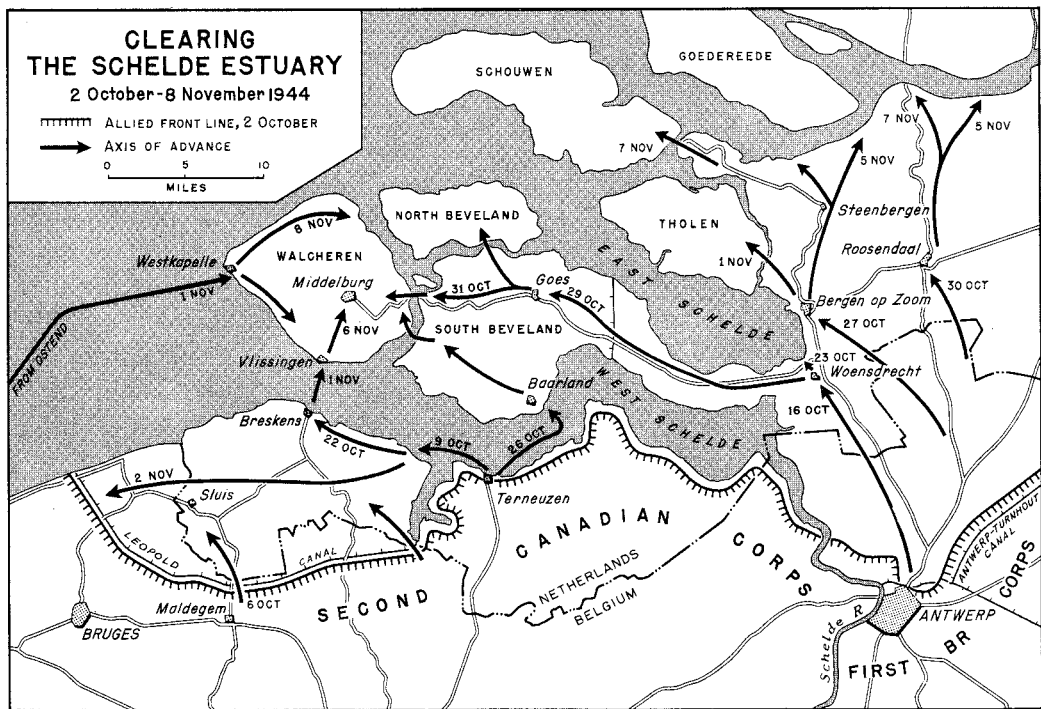 CLEARING
THE SCHELDE ESTUARY
2 October-8 November 1944
ALLIED FRONT LINE, 2 OCTOBER
AXIS OF ADVANCE
0 5 10
MILES
SCHOUWEN
GOEDEREEDE
7 NOV
5 NOV
7 NOV
5 NOV
NORTH BEVELAND
THOLEN
Steenbergen
Roosendaal
8 NOV
WALCHEREN
Westkapelle
1 NOV
FROM OSTEND
Middelburg
31 OCT
Goes
29 OCT
EAST SCHELDE
1 NOV
Bergen op Zoom
30 OCT
27 OCT
6 NOV
SOUTH BEVELAND
23 OCT
Woensdrecht
Vlissingen
1 NOV
Baarland
WEST SCHELDE
16 OCT
Breskens
22 OCT
9 OCT
26 OCT
2 NOV
Sluis
Terneuzen
LEOPOLD CANAL
SECOND CANADIAN CORPS
NETHERLANDS
BELGIUM
ANTWERP-TURNHOUT
CANAL
6 OCT
Maldegem
BRUGES
Schelde R
ANTWERP
FIRST BR CORPS